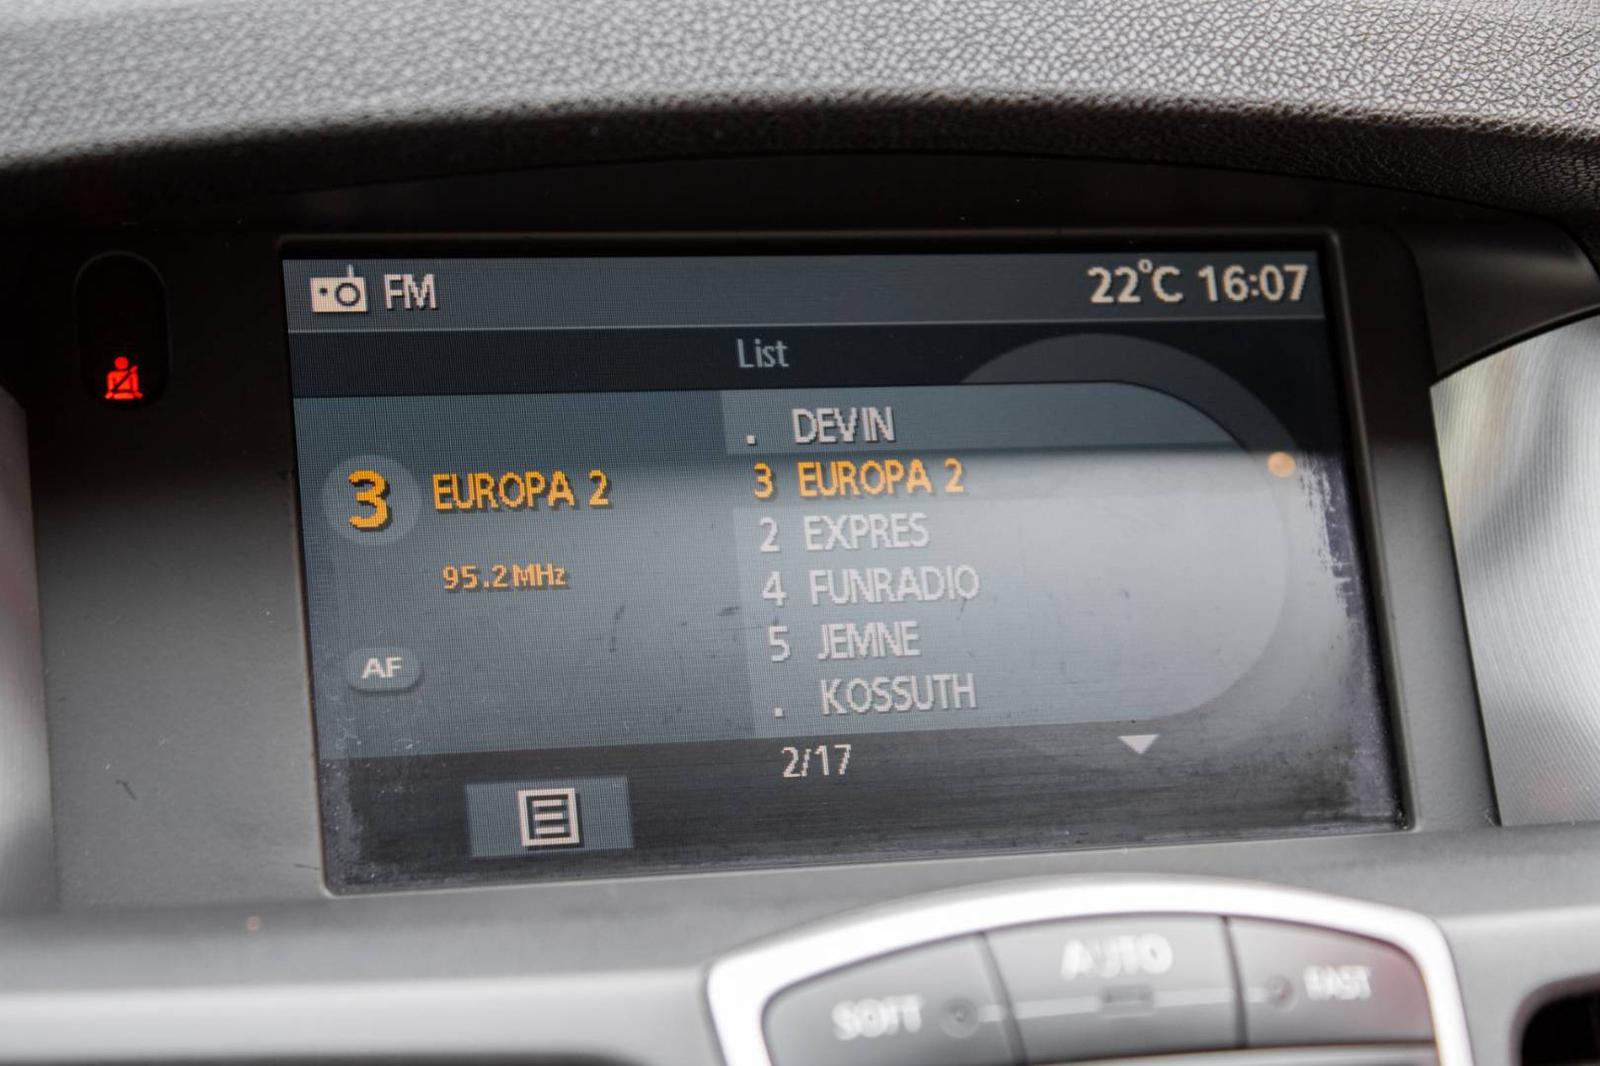 FM
22°C 16:07
List
3 EUROPA 2
95.2MHz
AF
. DEVIN
3 EUROPA 2
2 EXPRES
4 FUNRADIO
5 JEMNE
. KOSSUTH
2/17
SOFT
AUTO
FAST